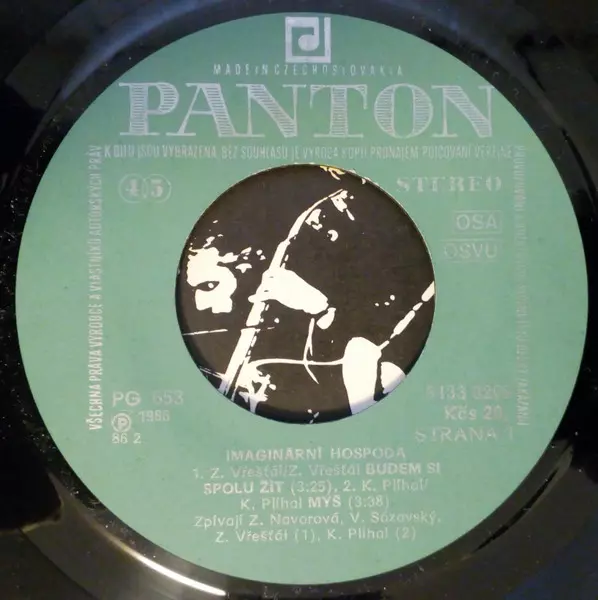 MADE IN CZECHOSLOVAKIA
PANTON
VŠECHNA PRÁVA VÝROBCE A VLASTNÍKŮ AUTORSKÝCH PRÁV K DÍLU JSOU VYHRAZENA. BEZ SOUHLASU JE VÝROBA KOPIÍ PRONÁJEM PŮJČOVÁNÍ VEŘEJNÉ
45
STEREO
OSA
OSVU
PG 653
℗ 1986
86 2
Kčs 20,
STRANA 1
IMAGINÁRNÍ HOSPODA
1. Z. Vřešťál/Z. Vřešťál BUDEM SI
SPOLU ŽÍT (3:25), 2. K. Plíhal/
K. Plíhal MYŠ (3:38)
Zpívají Z. Navarová, V. Sázavský,
Z. Vřešťál (1), K. Plíhal (2)